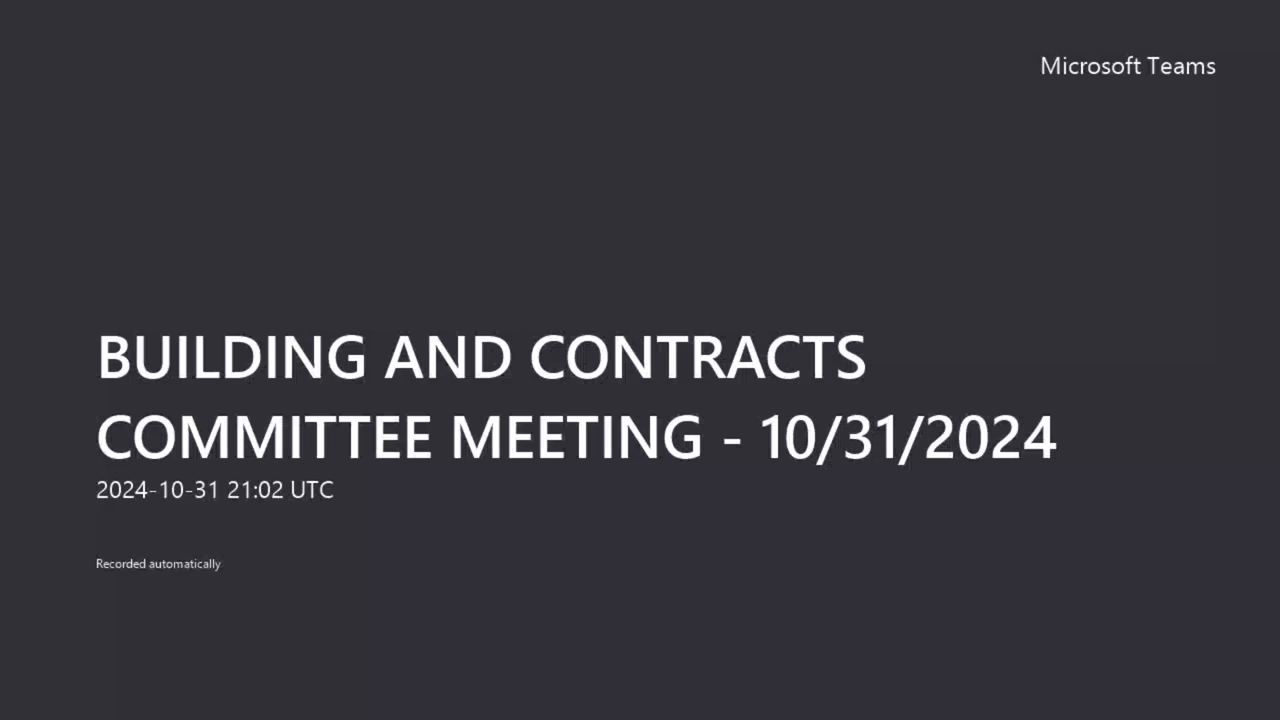 Microsoft Teams
BUILDING AND CONTRACTS
COMMITTEE MEETING - 10/31/2024
2024-10-31 21:02 UTC
Recorded automatically